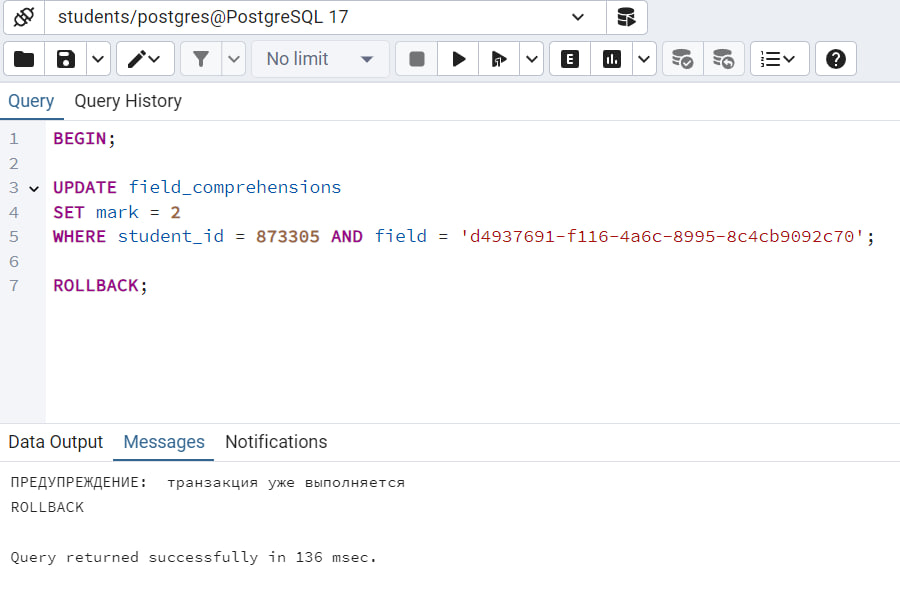 students/postgres@PostgreSQL 17
No limit
E
Query Query History
1 BEGIN;
2
3 UPDATE field_comprehensions
4 SET mark = 2
5 WHERE student_id = 873305 AND field = 'd4937691-f116-4a6c-8995-8c4cb9092c70';
6
7 ROLLBACK;
Data Output Messages Notifications
ПРЕДУПРЕЖДЕНИЕ: транзакция уже выполняется
ROLLBACK
Query returned successfully in 136 msec.